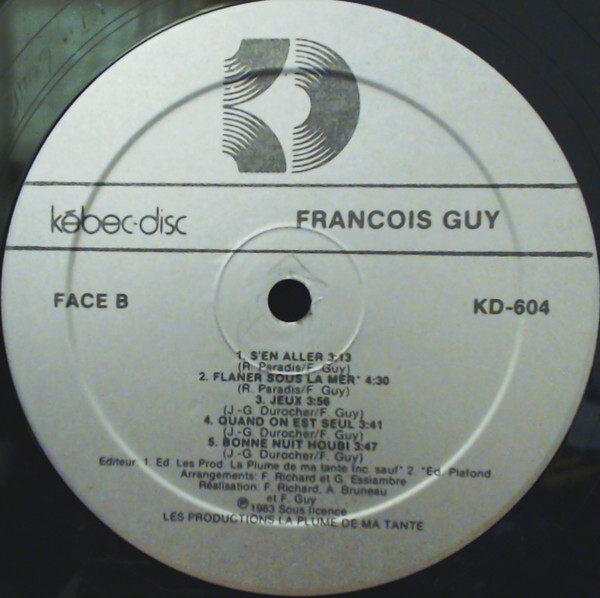 kébec-disc
FRANCOIS GUY
FACE B
KD-604
1. S'EN ALLER 3:13
(R. Paradis/F. Guy)
2. FLANER SOUS LA MER* 4:30
(R. Paradis/F. Guy)
3. JEUX 3:56
(J.-G. Durocher/F. Guy)
4. QUAND ON EST SEUL 3:41
(J.-G. Durocher/F. Guy)
5. BONNE NUIT HOUBI 3:47
(J.-G. Durocher/F. Guy)
Editeur: 1. Ed. Les Prod. La Plume de ma tante Inc. sauf* 2. *Ed. Plafond.
Arrangements: F. Richard et G. Essiambre
Réalisation: F. Richard, A. Bruneau
et F. Guy
℗ 1983 Sous licence
LES PRODUCTIONS LA PLUME DE MA TANTE